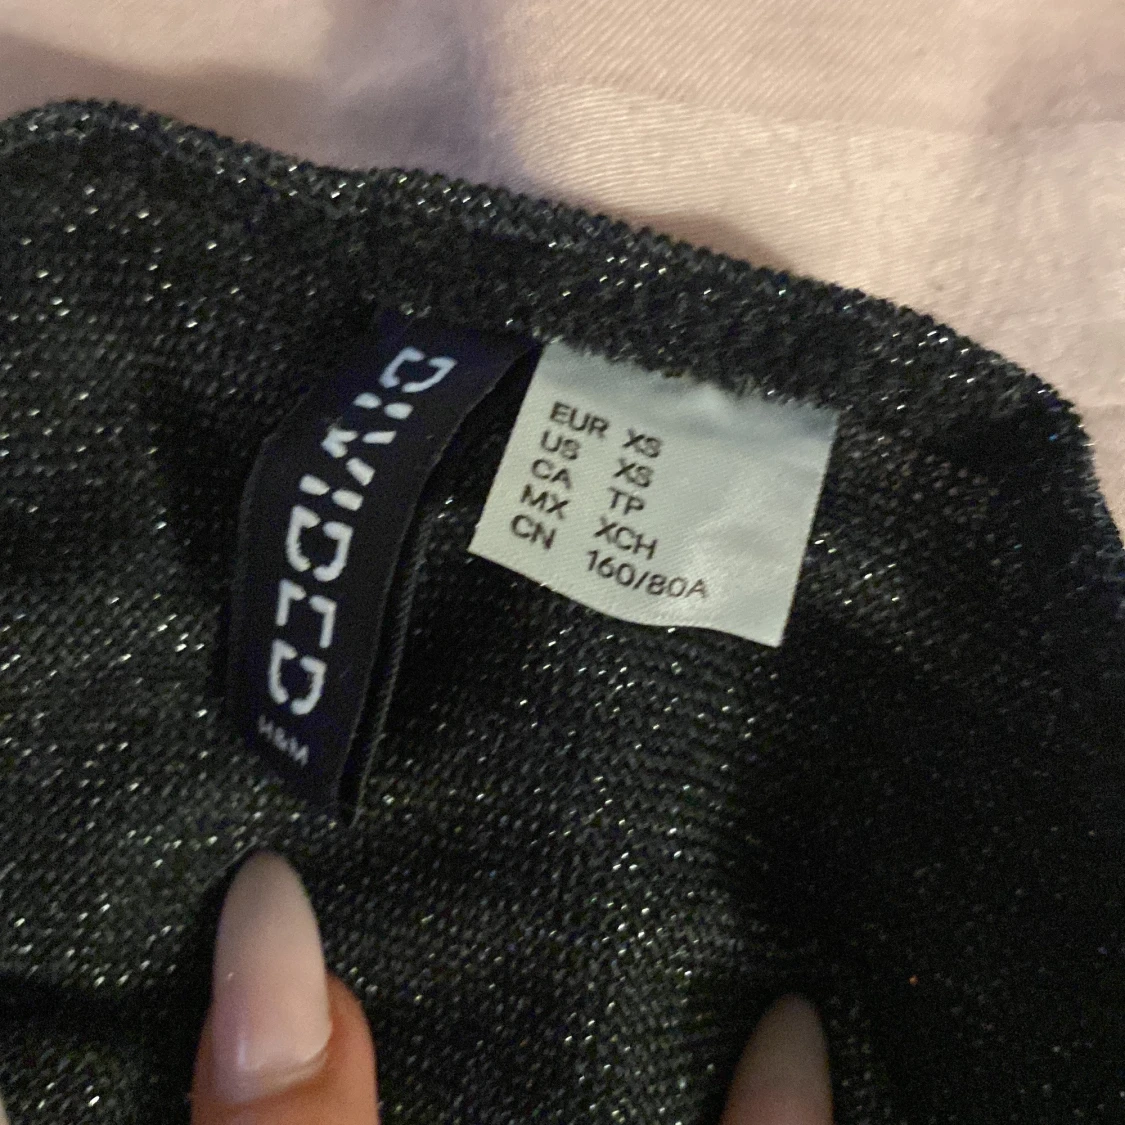 DIVIDED
H&M
EUR XS
US XS
CA TP
MX XCH
CN 160/80A